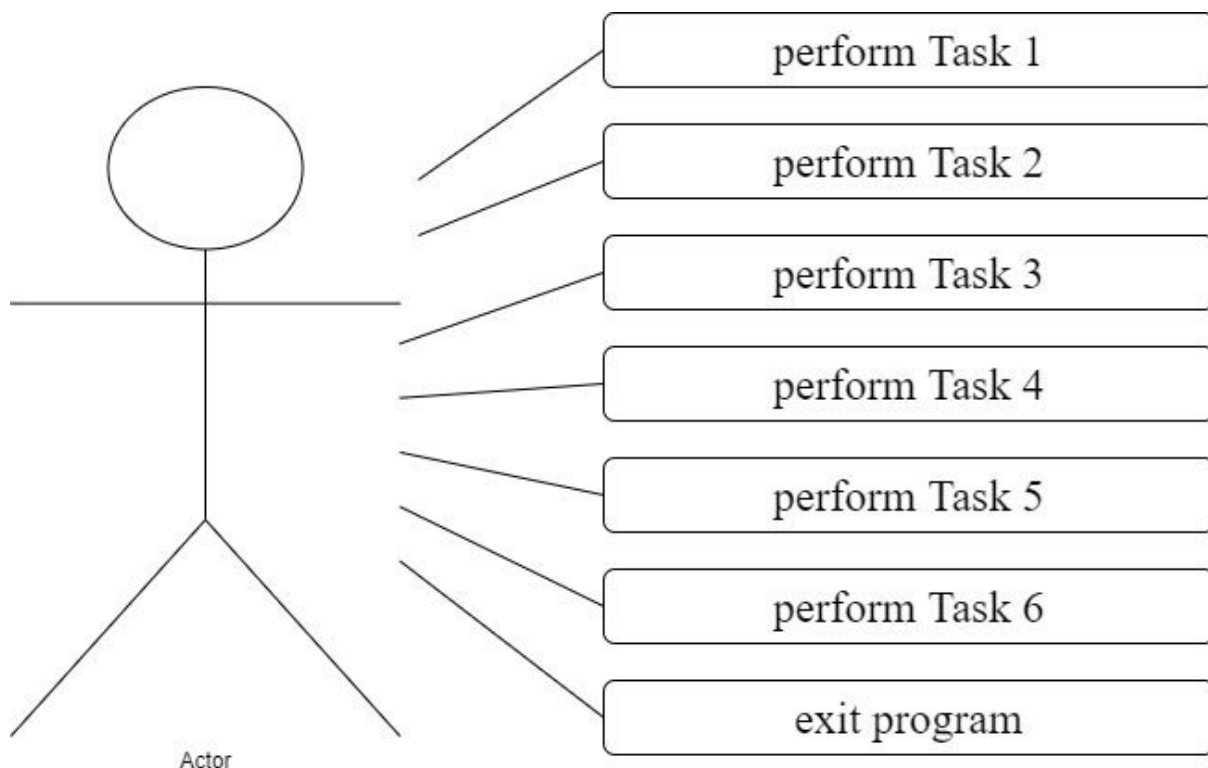 perform Task 1
perform Task 2
perform Task 3
perform Task 4
perform Task 5
perform Task 6
exit program
Actor